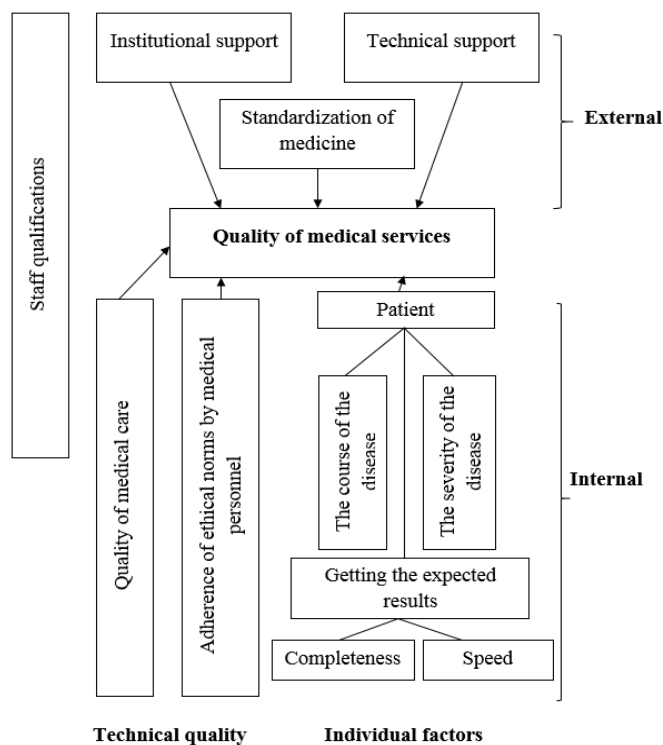 Institutional support
Technical support
Standardization of
medicine
External
Staff qualifications
Quality of medical services
Quality of medical care
Adherence of ethical norms by medical
personnel
Patient
The course of the
disease
The severity of the
disease
Internal
Getting the expected
results
Completeness
Speed
Technical quality
Individual factors